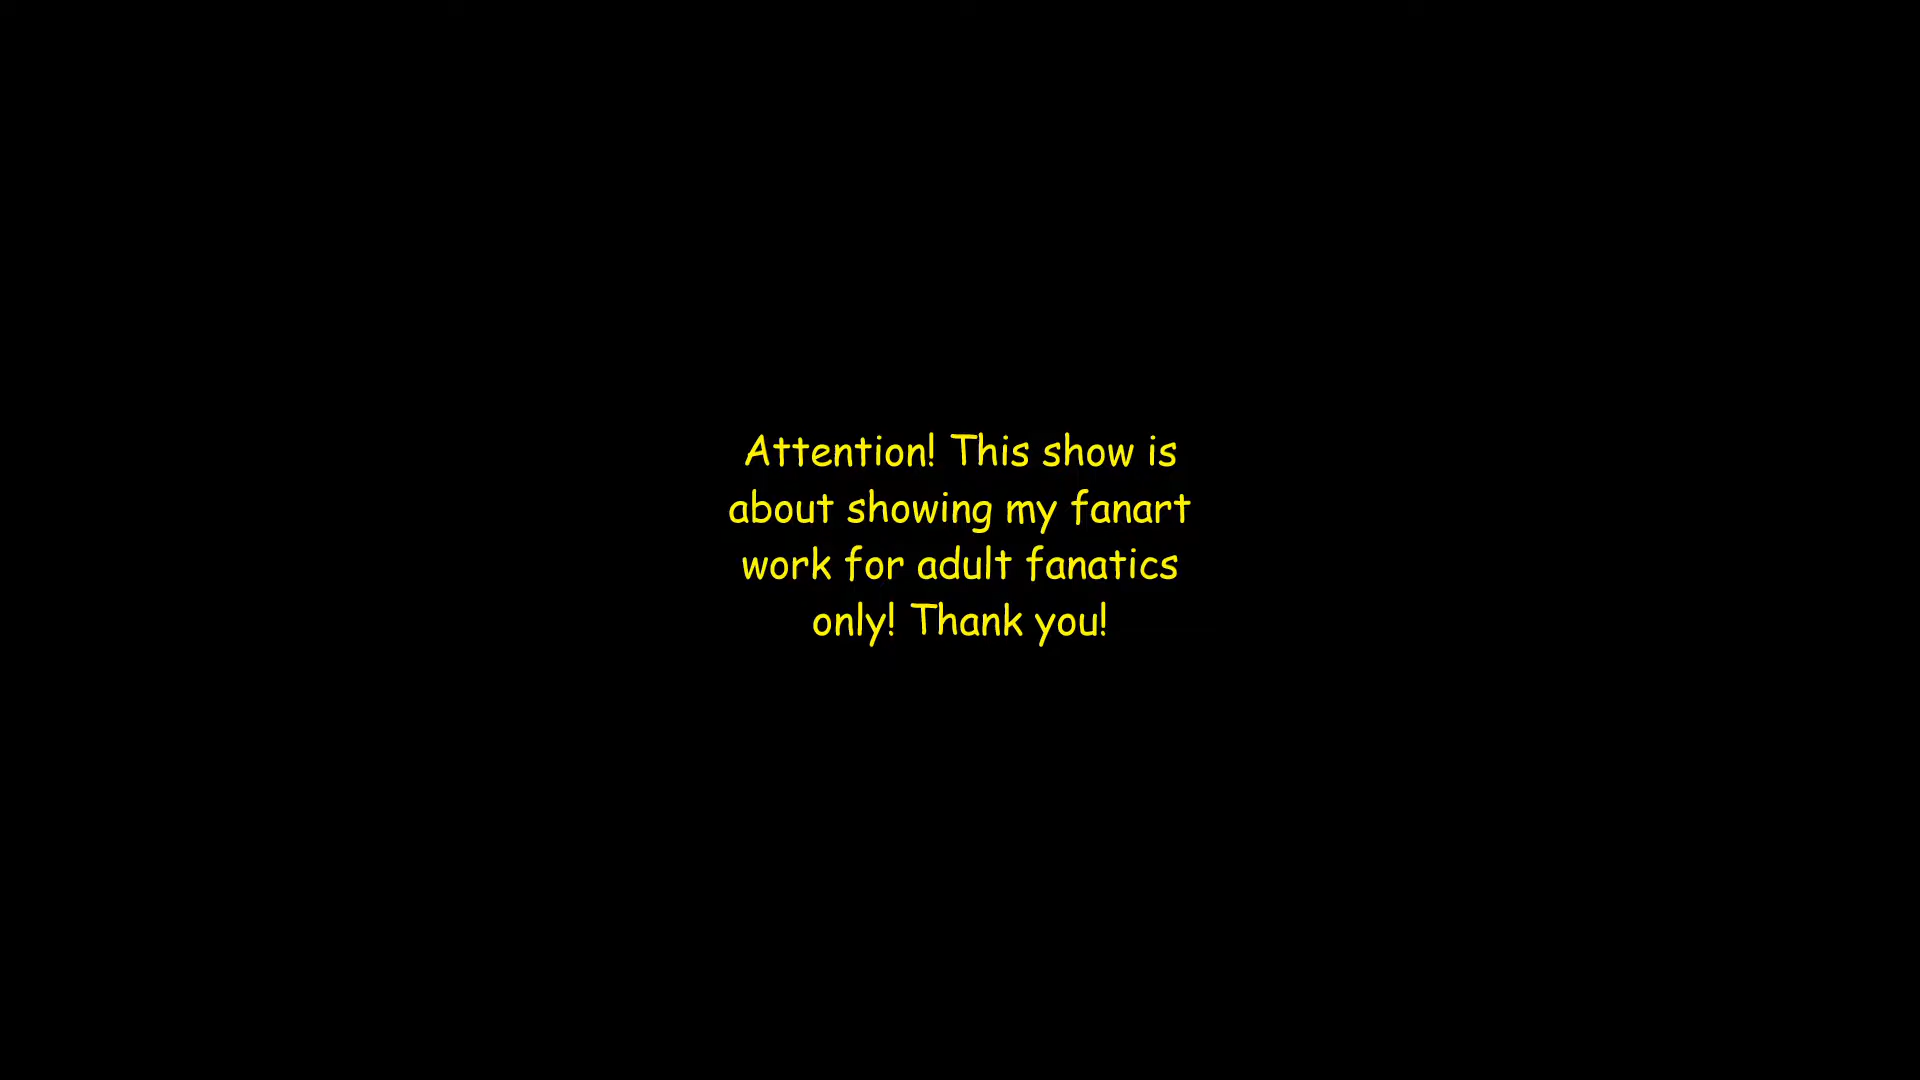 Attention! This show is
about showing my fanart
work for adult fanatics
only! Thank you!